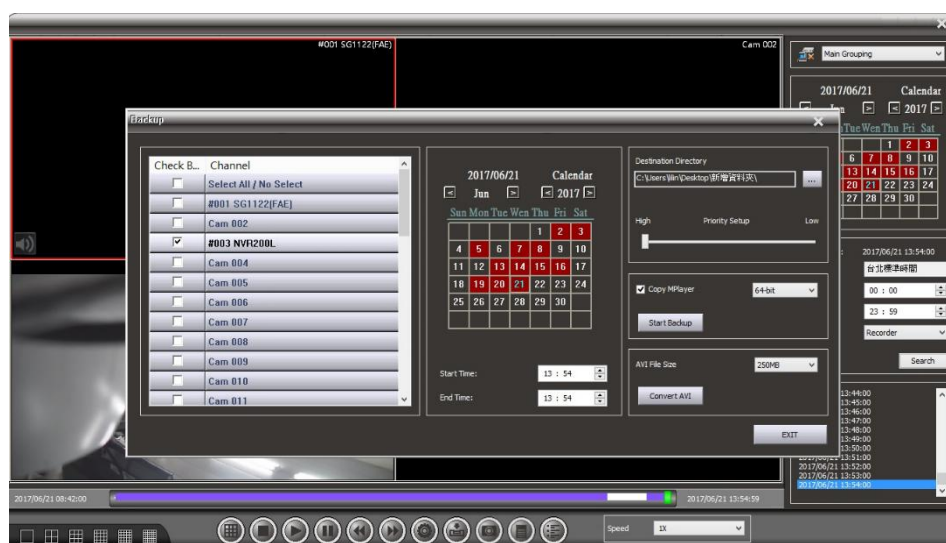 #001 SG1122(FAE)
Cam 002
Main Grouping
2017/06/21 Calendar
Jun 2017
Tue Wen Thu Fri Sat
1 2 3
6 7 8 9 10
13 14 15 16 17
20 21 22 23 24
27 28 29 30
2017/06/21 13:54:00
台北標準時間
00 : 00
23 : 59
Recorder
Search
13:44:00
13:45:00
13:46:00
13:47:00
13:48:00
13:49:00
13:50:00
2017/06/21 13:51:00
2017/06/21 13:52:00
2017/06/21 13:53:00
2017/06/21 13:54:00
Backup
Check B... Channel
Select All / No Select
#001 SG1122(FAE)
Cam 002
#003 NVR200L
Cam 004
Cam 005
Cam 006
Cam 007
Cam 008
Cam 009
Cam 010
Cam 011
2017/06/21 Calendar
Jun 2017
Sun Mon Tue Wen Thu Fri Sat
1 2 3
4 5 6 7 8 9 10
11 12 13 14 15 16 17
18 19 20 21 22 23 24
25 26 27 28 29 30
Start Time: 13 : 54
End Time: 13 : 54
Destination Directory
C:\Users\jilin\Desktop\新增資料夾\ ...
High Priority Setup Low
Copy MPlayer 64-bit
Start Backup
AVI File Size 250MB
Convert AVI
EXIT
2017/06/21 08:42:00
2017/06/21 13:54:59
Speed 1X